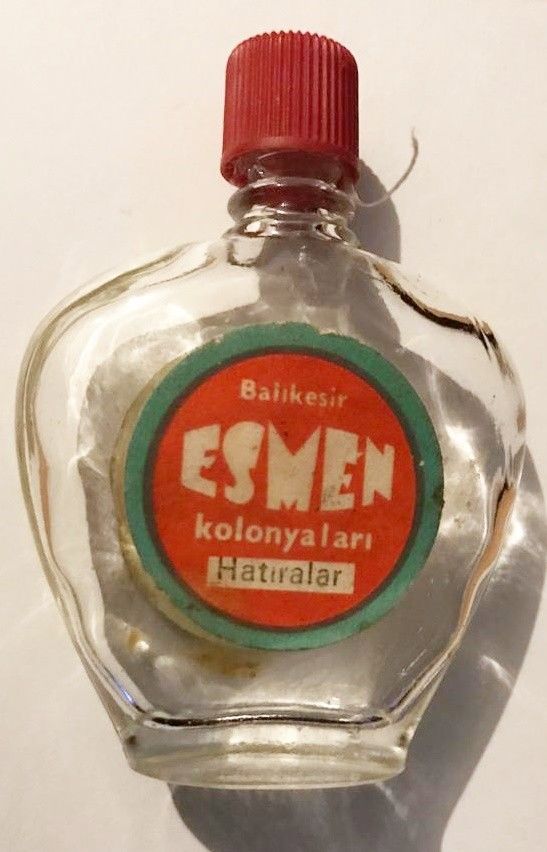 Balıkesir
ESMEN
kolonyaları
Hatıralar